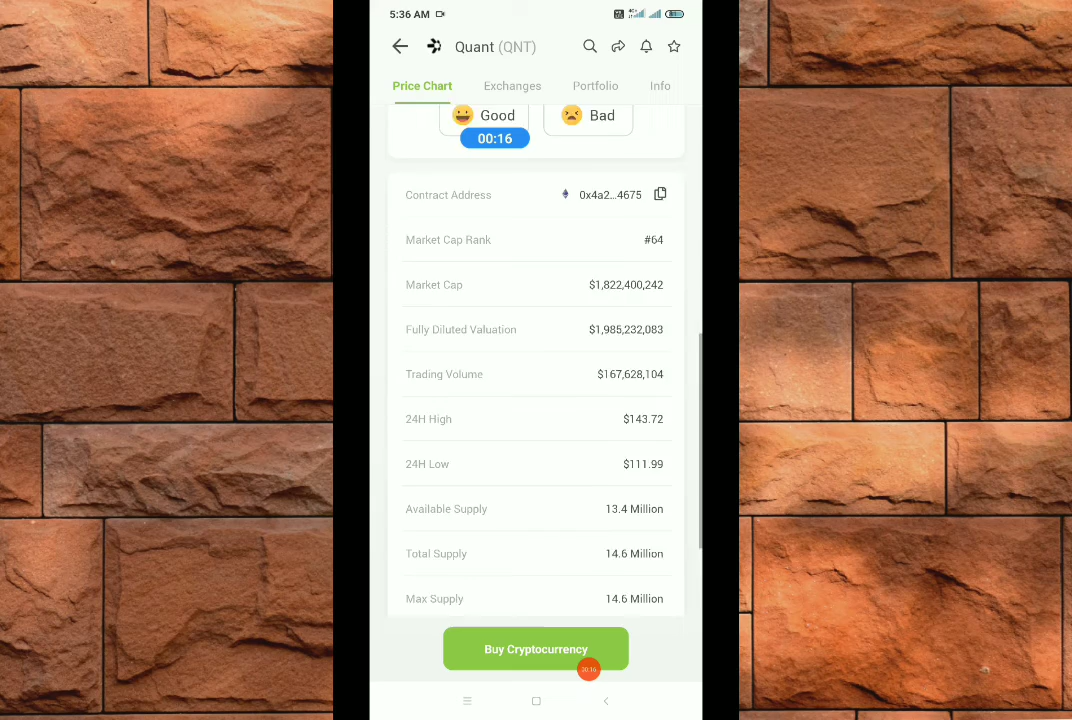 5:36 AM
Quant (QNT)
Price Chart Exchanges Portfolio Info
Good Bad
00:16
Contract Address 0x4a2...4675
Market Cap Rank #64
Market Cap $1,822,400,242
Fully Diluted Valuation $1,985,232,083
Trading Volume $167,628,104
24H High $143.72
24H Low $111.99
Available Supply 13.4 Million
Total Supply 14.6 Million
Max Supply 14.6 Million
Buy Cryptocurrency
00:16